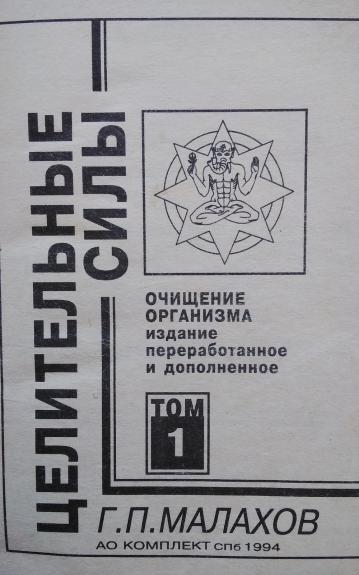 ЦЕЛИТЕЛЬНЫЕ
СИЛЫ
ОЧИЩЕНИЕ
ОРГАНИЗМА
издание
переработанное
и дополненное
ТОМ
1
Г.П.МАЛАХОВ
АО КОМПЛЕКТ СПб 1994